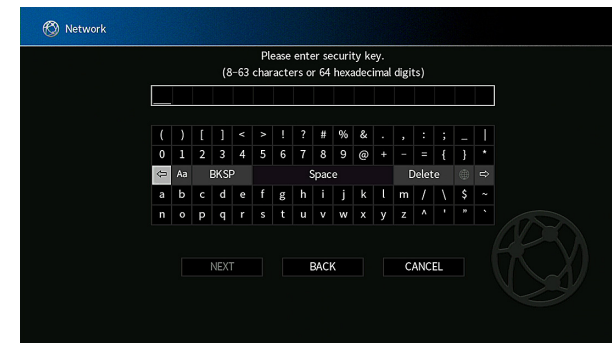 Network
Please enter security key.
(8-63 characters or 64 hexadecimal digits)
( ) [ ] < > ! ? # % & . , : ; _ |
0 1 2 3 4 5 6 7 8 9 @ + - = { } *
⇦ Aa BKSP Space Delete ⇨
a b c d e f g h i j k l m / \ $ ~
n o p q r s t u v w x y z ^ ' " `
NEXT BACK CANCEL